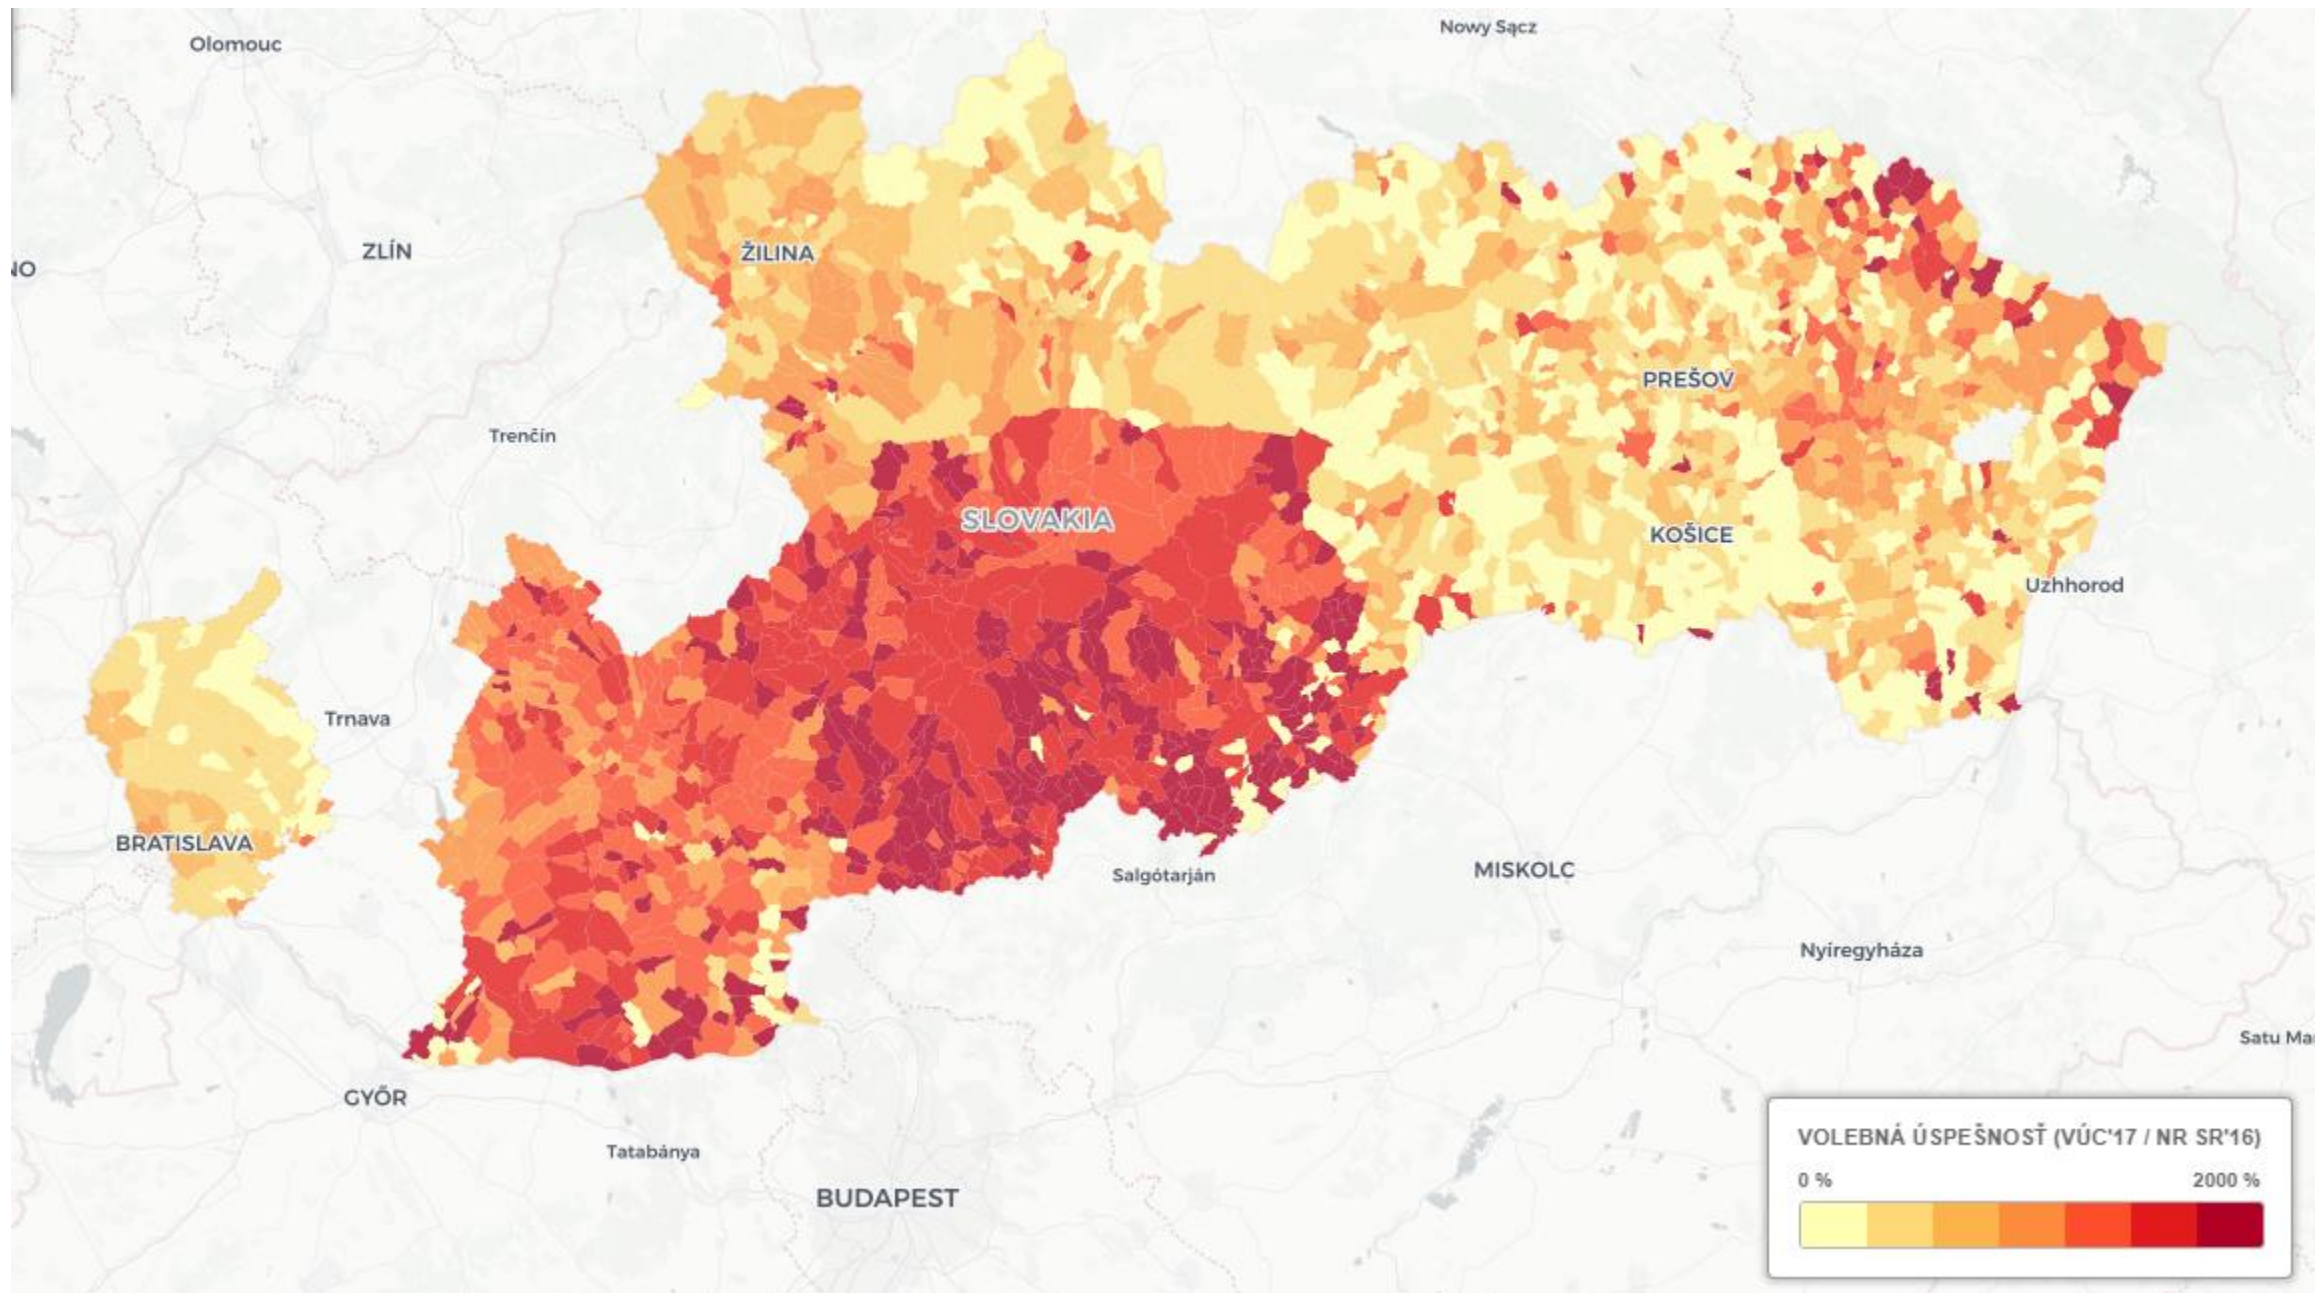 Nowy Sącz
Olomouc
ZLÍN
ŽILINA
Trenčín
PREŠOV
SLOVAKIA
KOŠICE
Uzhhorod
Trnava
BRATISLAVA
Salgótarján
MISKOLC
Nyíregyháza
Satu Ma
GYŐR
Tatabánya
BUDAPEST
VOLEBNÁ ÚSPEŠNOSŤ (VÚC'17 / NR SR'16)
0 % 2000 %